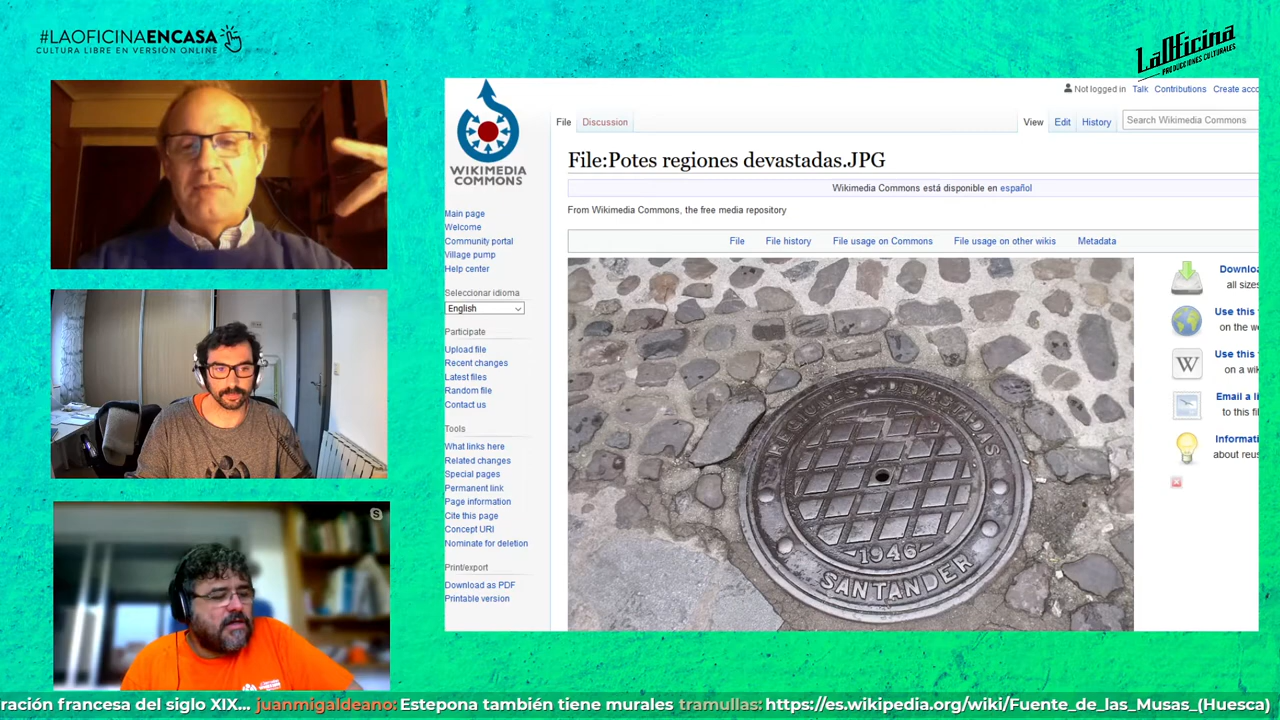 #LAOFICINAENCASA
CULTURA LIBRE EN VERSIÓN ONLINE
LaOficina
PRODUCCIONES CULTURALES
Not logged in Talk Contributions Create acco
File Discussion View Edit History Search Wikimedia Commons
WIKIMEDIA
COMMONS
File:Potes regiones devastadas.JPG
Wikimedia Commons está disponible en español
From Wikimedia Commons, the free media repository
File File history File usage on Commons File usage on other wikis Metadata
Main page
Welcome
Community portal
Village pump
Help center
Seleccionar idioma
English
Participate
Upload file
Recent changes
Latest files
Random file
Contact us
Tools
What links here
Related changes
Special pages
Permanent link
Page information
Cite this page
Concept URI
Nominate for deletion
Print/export
Download as PDF
Printable version
REGIONES DEVASTADAS
1946
SANTANDER
Downloa
all sizes
Use this
on the we
W
Use this
on a wik
Email a li
to this fil
Informati
about reus
S
ración francesa del siglo XIX... juanmigaldeano: Estepona también tiene murales tramullas: https://es.wikipedia.org/wiki/Fuente_de_las_Musas_(Huesca)